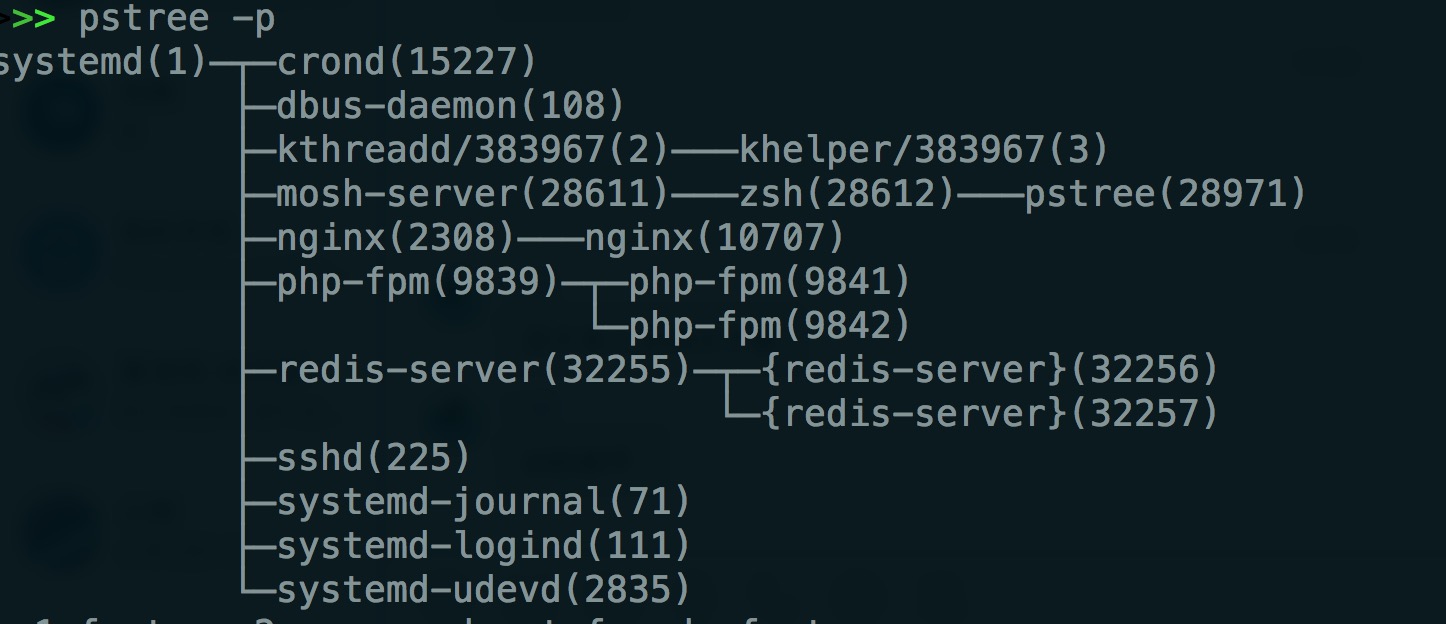 >>> pstree -p
systemd(1)─┬─crond(15227)
           ├─dbus-daemon(108)
           ├─kthreadd/383967(2)───khelper/383967(3)
           ├─mosh-server(28611)───zsh(28612)───pstree(28971)
           ├─nginx(2308)───nginx(10707)
           ├─php-fpm(9839)─┬─php-fpm(9841)
           │               └─php-fpm(9842)
           ├─redis-server(32255)─┬─{redis-server}(32256)
           │                     └─{redis-server}(32257)
           ├─sshd(225)
           ├─systemd-journal(71)
           ├─systemd-logind(111)
           └─systemd-udevd(2835)